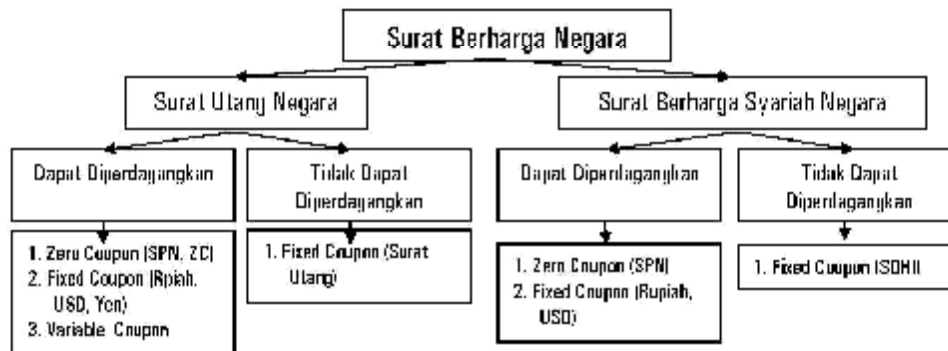 Surat Berharga Negara
Surat Utang Negara
Surat Berharga Syariah Negara
Dapat Diperdagangkan
Tidak Dapat
Diperdagangkan
Dapat Diperdagangkan
Tidak Dapat
Diperdagangkan
1. Zero Coupon (SPN, ZC)
2. Fixed Coupon (Rpiah,
USD, Yen)
3. Variable Coupon
1. Fixed Coupon (Surat
Utang)
1. Zero Coupon (SPN)
2. Fixed Coupon (Rupiah,
USD)
1. Fixed Coupon